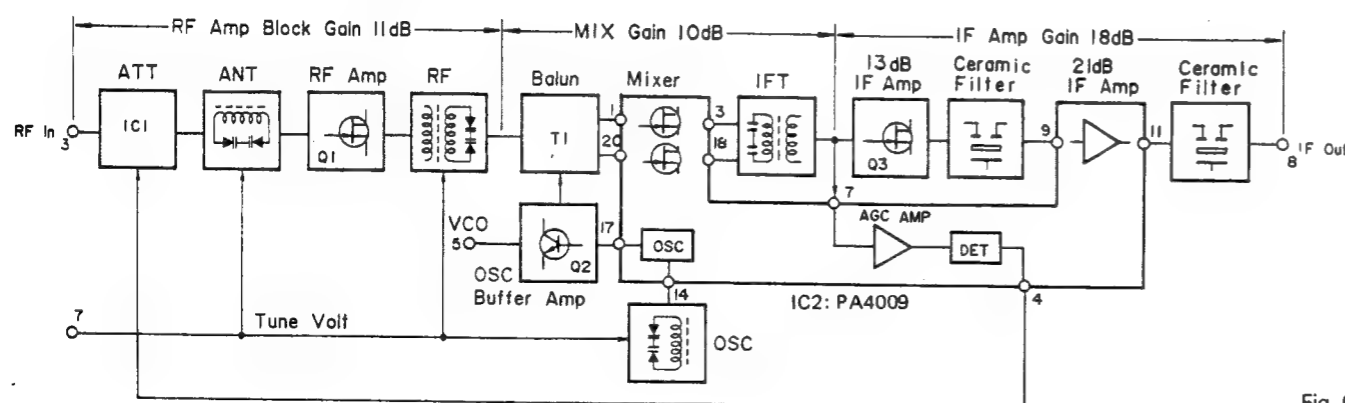 RF Amp Block Gain 11dB
MIX Gain 10dB
IF Amp Gain 18dB
ATT
ANT
RF Amp
RF
Balun
Mixer
IFT
13dB
IF Amp
Ceramic
Filter
21dB
IF Amp
Ceramic
Filter
RF In
3
IC1
Q1
T1
1
20
3
18
Q3
9
11
8
IF Out
7
VCO
5
Q2
17
OSC
AGC AMP
DET
OSC
Buffer Amp
14
IC2: PA4009
4
7
Tune Volt
OSC
Fig.